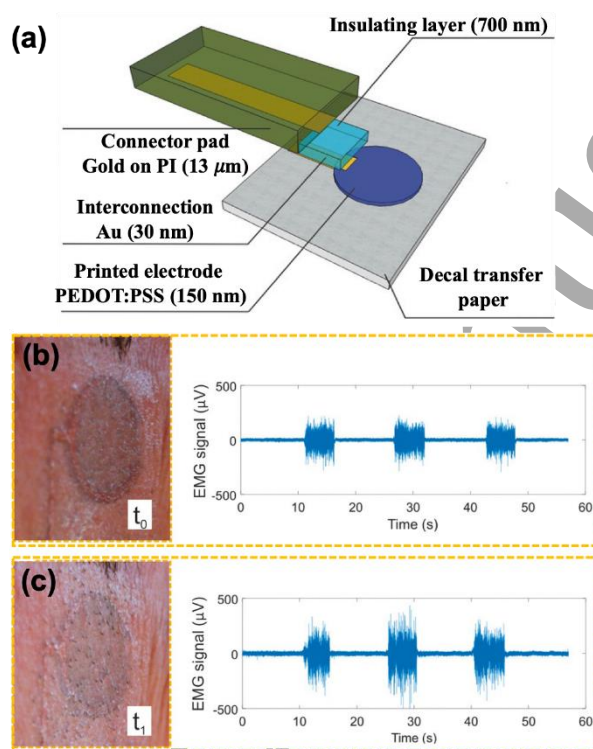 (a)
Insulating layer (700 nm)
Connector pad
Gold on PI (13 μm)
Interconnection
Au (30 nm)
Printed electrode
PEDOT:PSS (150 nm)
Decal transfer
paper
(b)
t0
EMG signal (μV)
500
0
-500
0 10 20 30 40 50 60
Time (s)
(c)
t1
EMG signal (μV)
500
0
-500
0 10 20 30 40 50 60
Time (s)